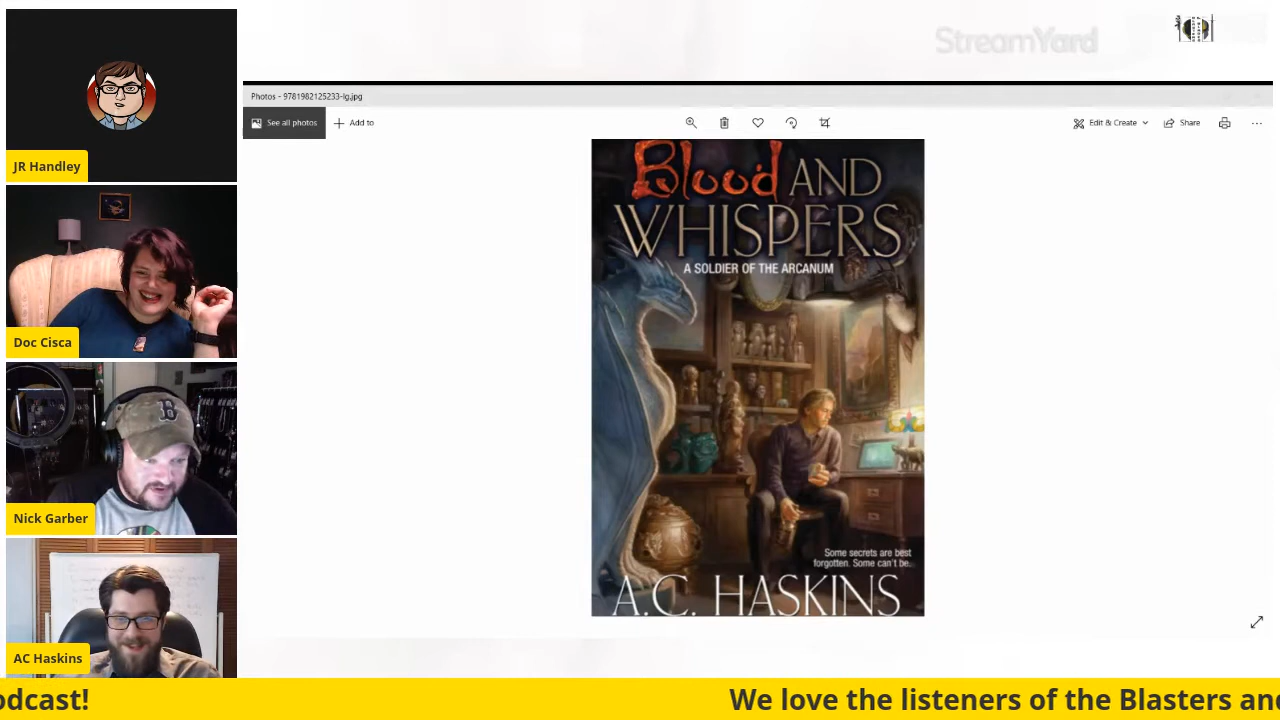 StreamYard
Photos - 9781982125233-lg.jpg
See all photos
Add to
Edit & Create
Share
Blood AND
WHISPERS
A SOLDIER OF THE ARCANUM
Some secrets are best
forgotten. Some can't be.
A.C. HASKINS
JR Handley
Doc Cisca
B
Nick Garber
AC Haskins
odcast!
We love the listeners of the Blasters and